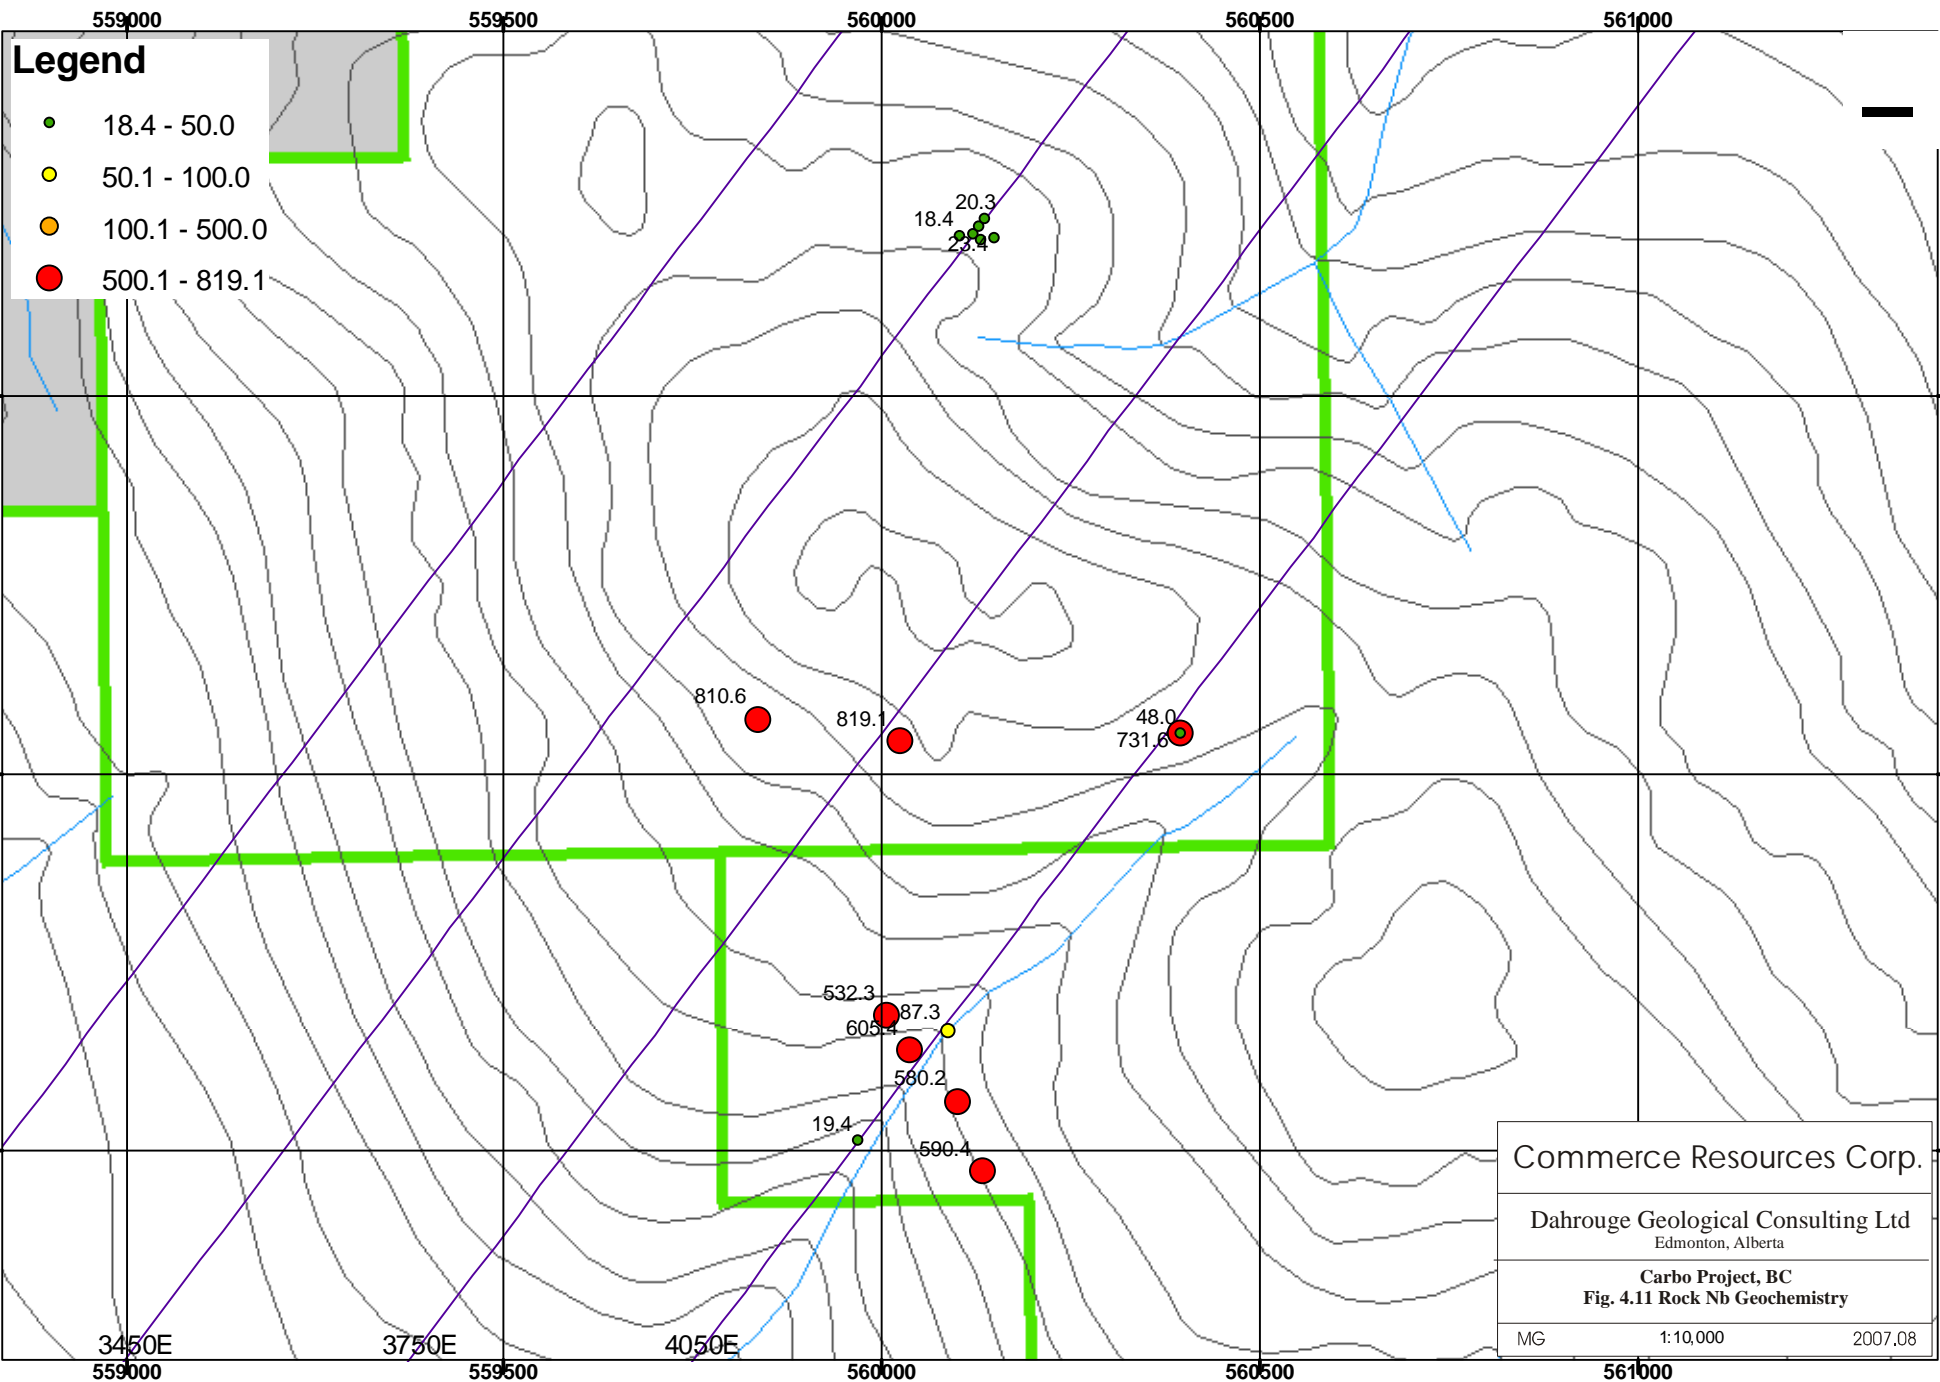 559000 559500 560000 560500 561000
Legend
18.4 - 50.0
50.1 - 100.0
100.1 - 500.0
500.1 - 819.1
20.3
18.4
23.4
810.6
819.1
48.0
731.6
532.3
87.3
605.4
580.2
19.4
590.4
Commerce Resources Corp.
Dahrouge Geological Consulting Ltd
Edmonton, Alberta
Carbo Project, BC
Fig. 4.11 Rock Nb Geochemistry
MG 1:10,000 2007.08
3450E 3750E 4050E
559000 559500 560000 560500 561000